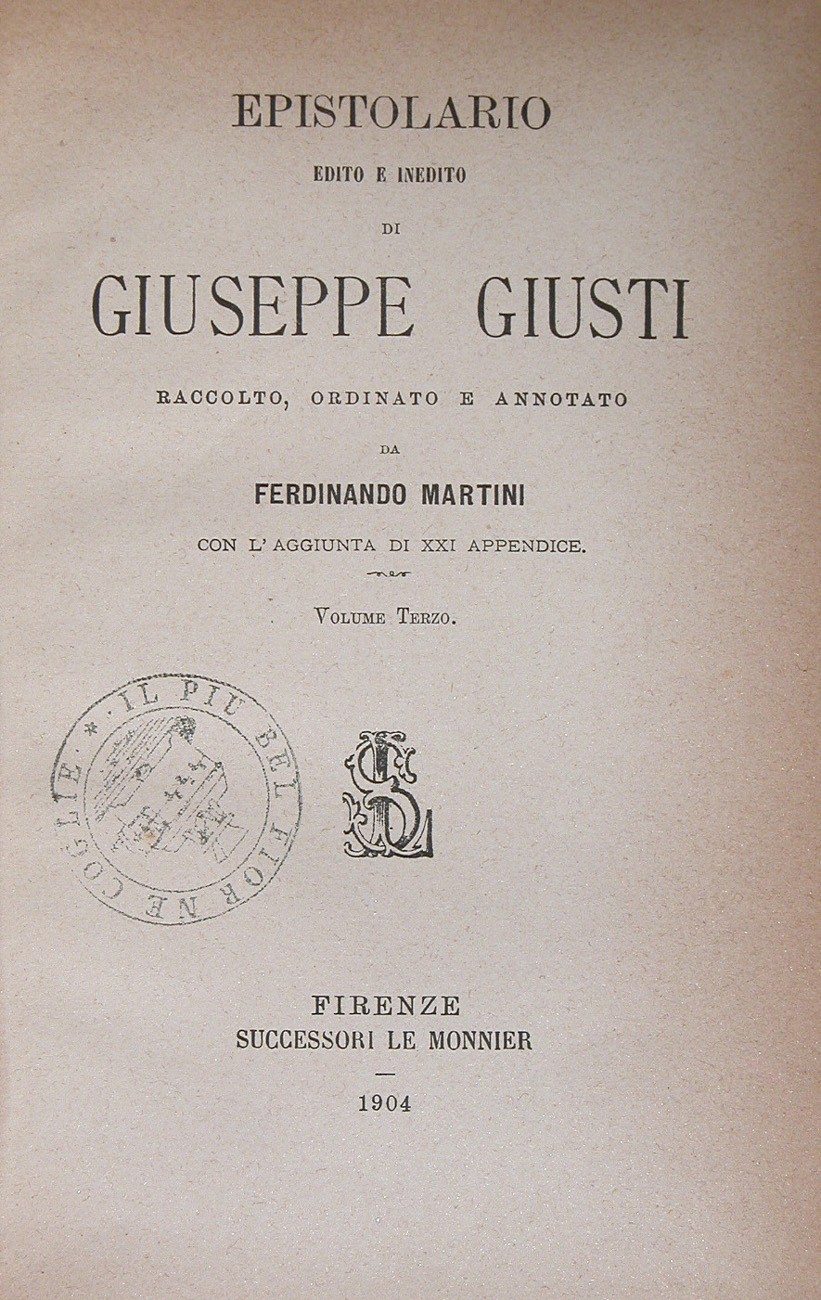 EPISTOLARIO
EDITO E INEDITO
DI
GIUSEPPE GIUSTI
RACCOLTO, ORDINATO E ANNOTATO
DA
FERDINANDO MARTINI
CON L'AGGIUNTA DI XXI APPENDICE.
VOLUME TERZO.
* IL PIU BEL FIOR NE COGLIE
SLM
FIRENZE
SUCCESSORI LE MONNIER
1904